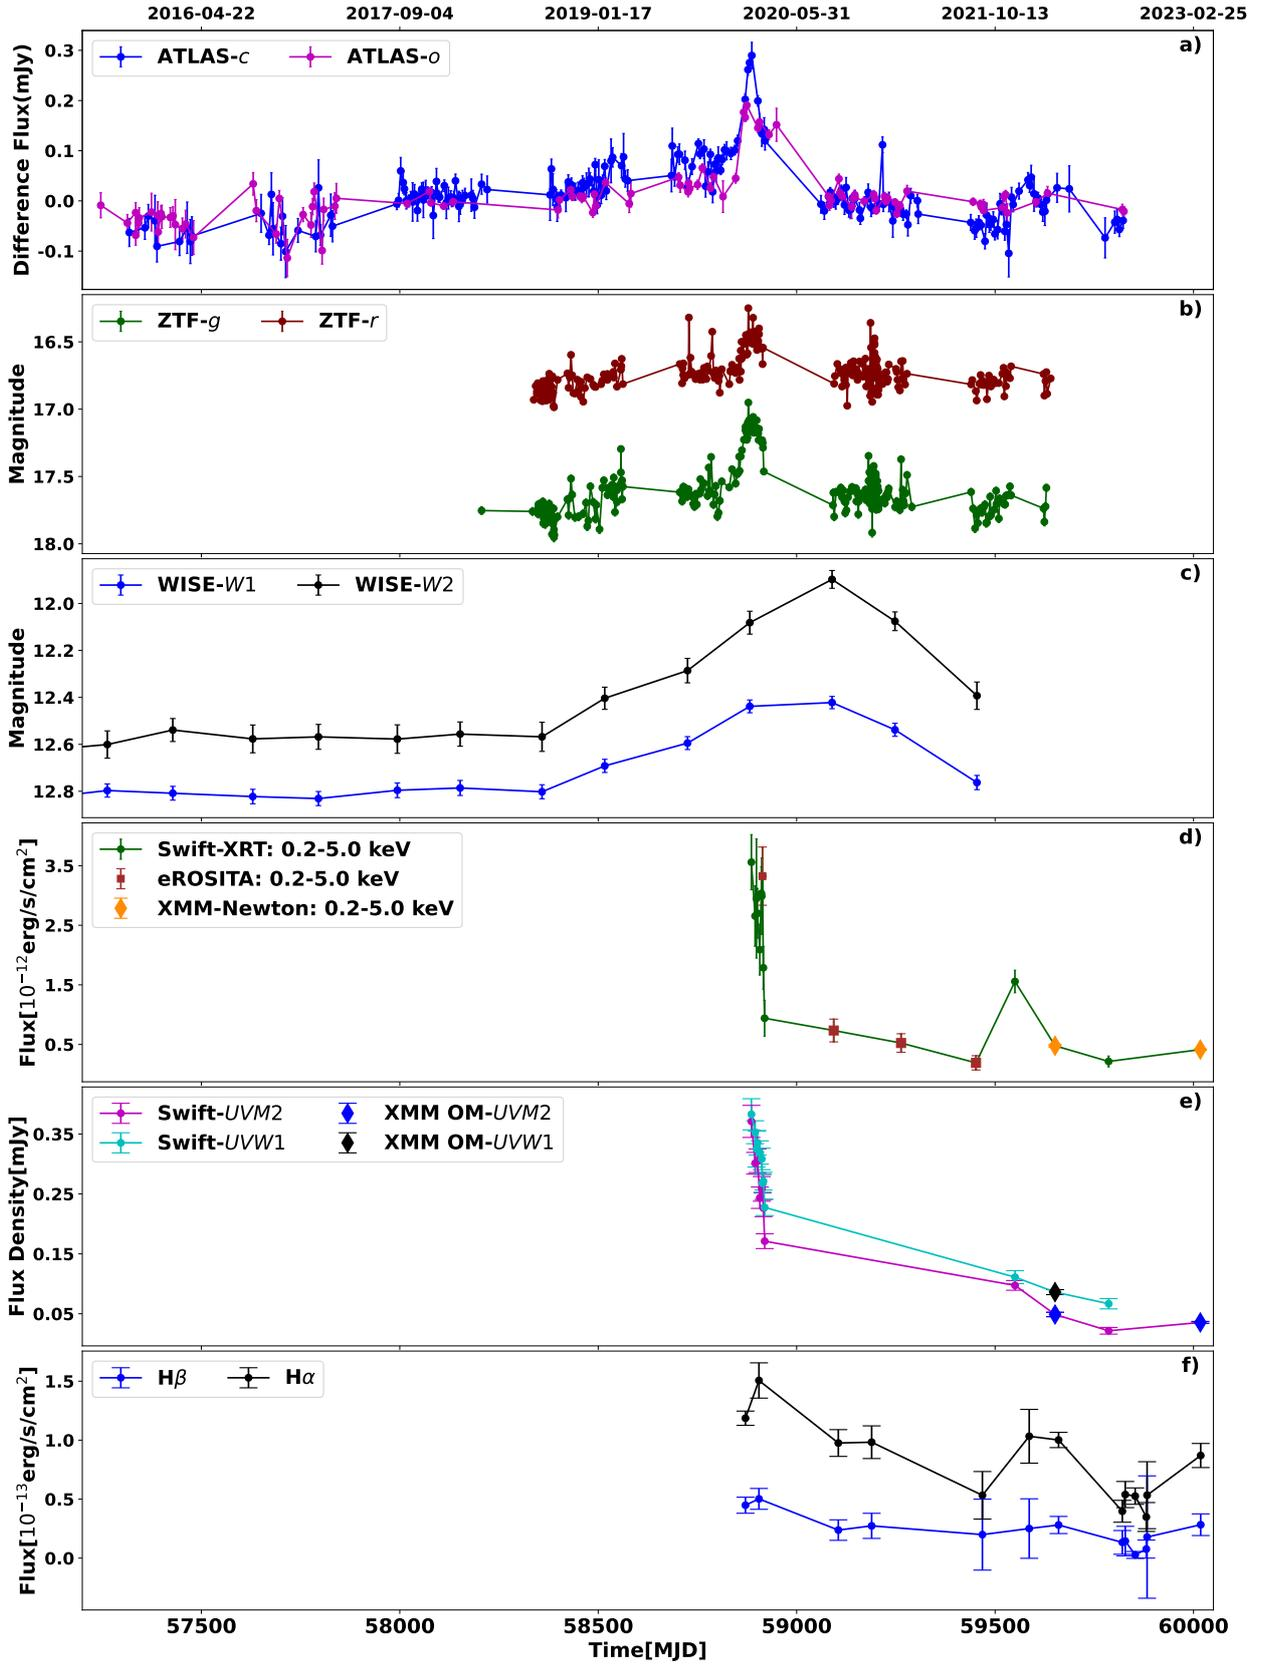 2016-04-22 2017-09-04 2019-01-17 2020-05-31 2021-10-13 2023-02-25
a)
ATLAS-c ATLAS-o
Difference Flux(mJy)
0.3
0.2
0.1
0.0
-0.1
b)
ZTF-g ZTF-r
Magnitude
16.5
17.0
17.5
18.0
c)
WISE-W1 WISE-W2
Magnitude
12.0
12.2
12.4
12.6
12.8
d)
Swift-XRT: 0.2-5.0 keV
eROSITA: 0.2-5.0 keV
XMM-Newton: 0.2-5.0 keV
Flux[10⁻¹²erg/s/cm²]
3.5
2.5
1.5
0.5
e)
Swift-UVM2 XMM OM-UVM2
Swift-UVW1 XMM OM-UVW1
Flux Density[mJy]
0.35
0.25
0.15
0.05
f)
Hβ Hα
Flux[10⁻¹³erg/s/cm²]
1.5
1.0
0.5
0.0
57500 58000 58500 59000 59500 60000
Time[MJD]